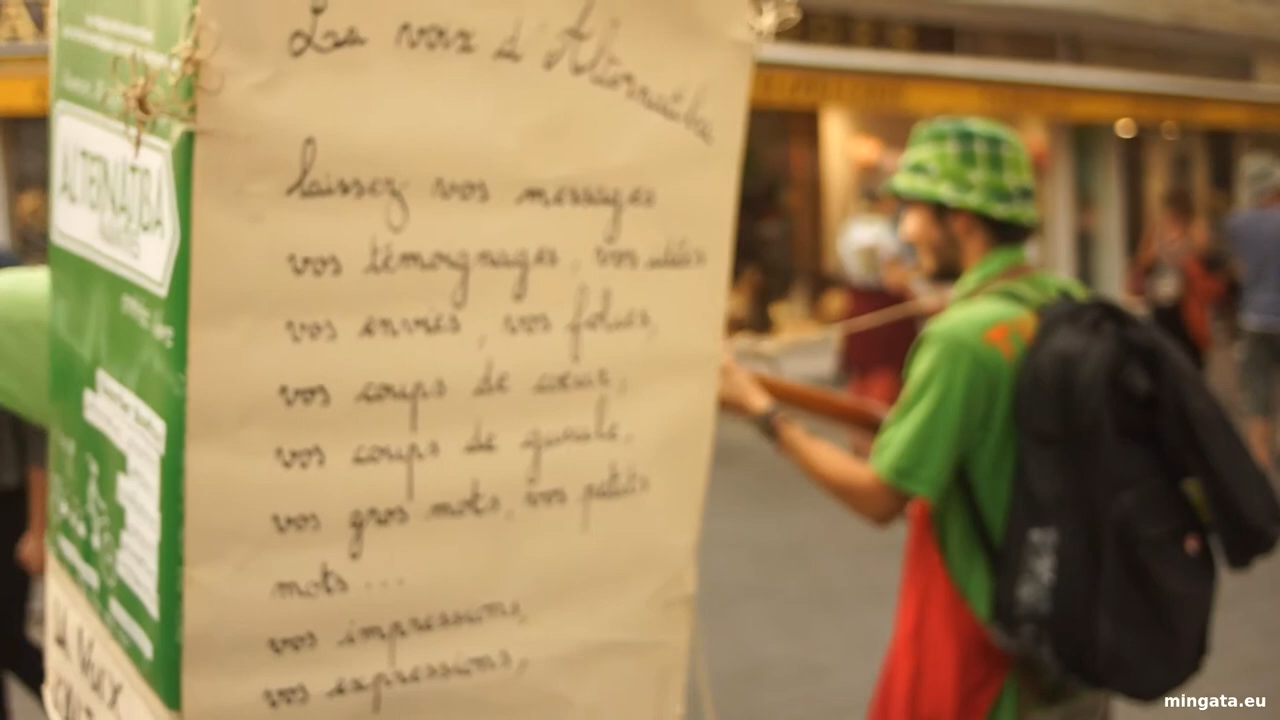 Les voix d'Alternatiba
laissez vos messages
vos témoignages, vos idées
vos envies, vos folies,
vos coups de cœur,
vos coups de gueule,
vos gros mots, vos petits
mots ...
vos impressions,
vos expressions,
ALTERNATIBA
mingata.eu